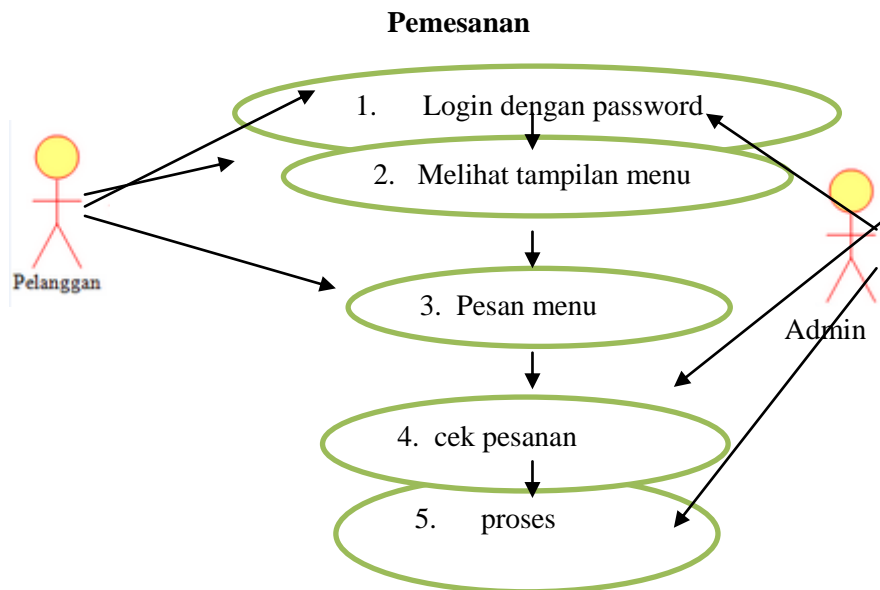 Pemesanan
1. Login dengan password
2. Melihat tampilan menu
Pelanggan
3. Pesan menu
Admin
4. cek pesanan
5. proses